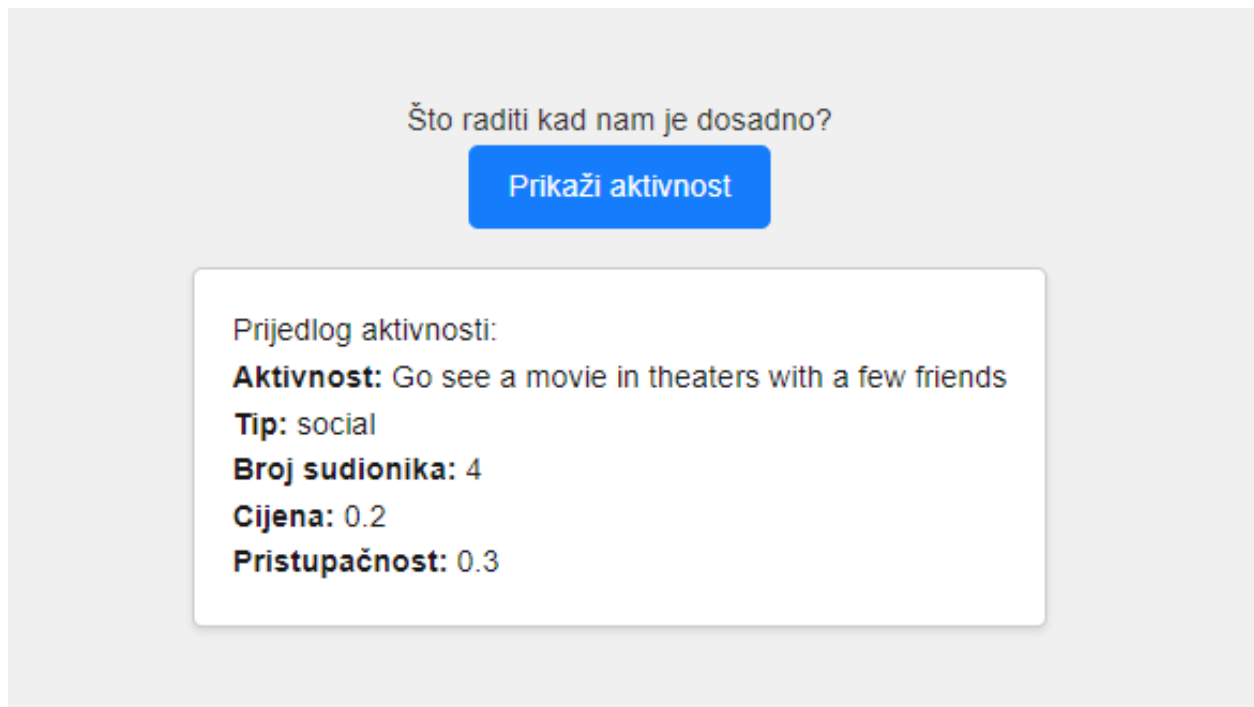 Što raditi kad nam je dosadno?
Prikaži aktivnost
Prijedlog aktivnosti:
Aktivnost: Go see a movie in theaters with a few friends
Tip: social
Broj sudionika: 4
Cijena: 0.2
Pristupačnost: 0.3